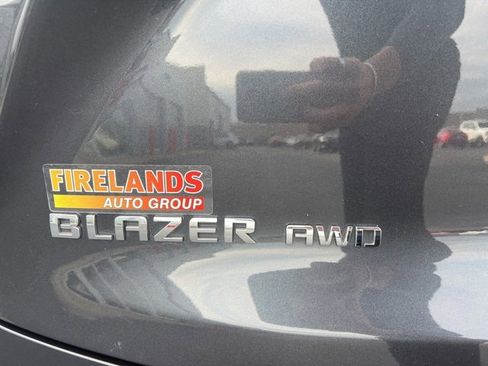 FIRELANDS
AUTO GROUP
BLAZER AWD